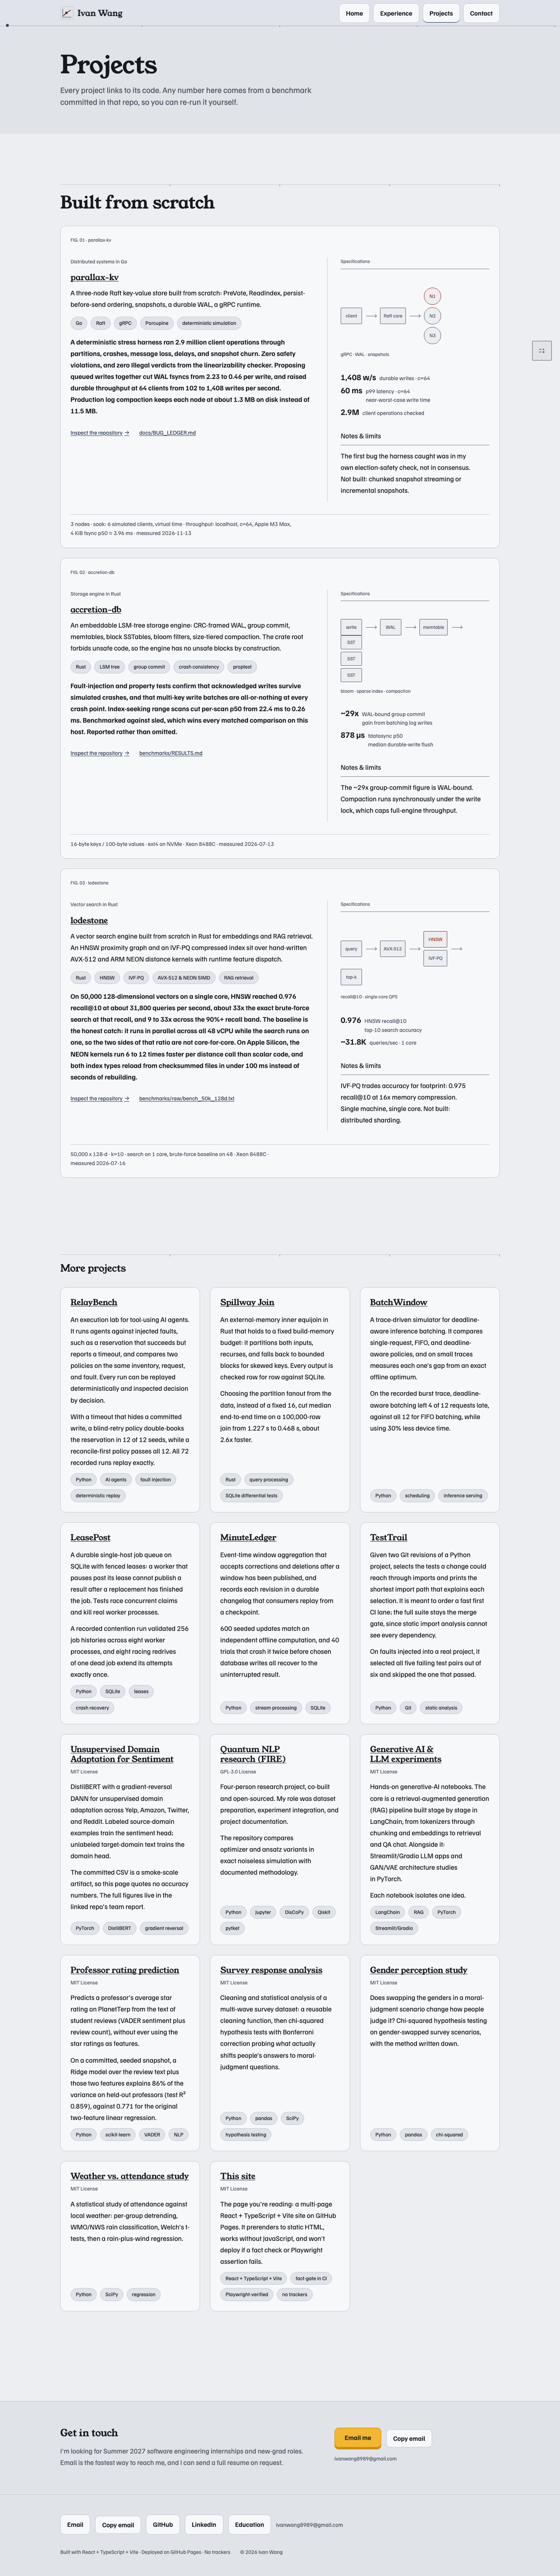 Ivan Wang
Home
Experience
Projects
Contact
Projects
Every project links to its code. Any number here comes from a benchmark
committed in that repo, so you can re-run it yourself.
Built from scratch
FIG. 01 · parallax-kv
Distributed systems in Go
parallax-kv
A three-node Raft key-value store built from scratch: PreVote, ReadIndex, persist-
before-send ordering, snapshots, a durable WAL, a gRPC runtime.
Go
Raft
gRPC
Porcupine
deterministic simulation
A deterministic stress harness ran 2.9 million client operations through
partitions, crashes, message loss, delays, and snapshot churn. Zero safety
violations, and zero illegal verdicts from the linearizability checker. Proposing
queued writes together cut WAL fsyncs from 2.23 to 0.46 per write, and raised
durable throughput at 64 clients from 102 to 1,408 writes per second.
Production log compaction keeps each node at about 1.3 MB on disk instead of
11.5 MB.
Inspect the repository →
docs/BUG_LEDGER.md
Specifications
client
Raft core
N1
N2
N3
gRPC · WAL · snapshots
1,408 w/s durable writes · c=64
60 ms p99 latency · c=64
near-worst-case write time
2.9M client operations checked
Notes & limits
The first bug the harness caught was in my
own election-safety check, not in consensus.
Not built: chunked snapshot streaming or
incremental snapshots.
3 nodes · soak: 6 simulated clients, virtual time · throughput: localhost, c=64, Apple M3 Max,
4 KiB fsync p50 = 3.96 ms · measured 2026-11-13
FIG. 02 · accretion-db
Storage engine in Rust
accretion-db
An embeddable LSM-tree storage engine: CRC-framed WAL, group commit,
memtables, block SSTables, bloom filters, size-tiered compaction. The crate root
forbids unsafe code, so the engine has no unsafe blocks by construction.
Rust
LSM tree
group commit
crash consistency
proptest
Fault-injection and property tests confirm that acknowledged writes survive
simulated crashes, and that multi-key write batches are all-or-nothing at every
crash point. Index-seeking range scans cut per-scan p50 from 22.4 ms to 0.26
ms. Benchmarked against sled, which wins every matched comparison on this
host. Reported rather than omitted.
Inspect the repository →
benchmarks/RESULTS.md
Specifications
write
WAL
memtable
SST
SST
SST
bloom · sparse index · compaction
~29x WAL-bound group commit
gain from batching log writes
878 µs fdatasync p50
median durable-write flush
Notes & limits
The ~29x group-commit figure is WAL-bound.
Compaction runs synchronously under the write
lock, which caps full-engine throughput.
16-byte keys / 100-byte values · ext4 on NVMe · Xeon 8488C · measured 2026-07-13
FIG. 03 · lodestone
Vector search in Rust
lodestone
A vector search engine built from scratch in Rust for embeddings and RAG retrieval.
An HNSW proximity graph and an IVF-PQ compressed index sit over hand-written
AVX-512 and ARM NEON distance kernels with runtime feature dispatch.
Rust
HNSW
IVF-PQ
AVX-512 & NEON SIMD
RAG retrieval
On 50,000 128-dimensional vectors on a single core, HNSW reached 0.976
recall@10 at about 31,800 queries per second, about 33x the exact brute-force
search at that recall, and 9 to 33x across the 90%+ recall band. The baseline is
the honest catch: it runs in parallel across all 48 vCPU while the search runs on
one, so the two sides of that ratio are not core-for-core. On Apple Silicon, the
NEON kernels run 6 to 12 times faster per distance call than scalar code, and
both index types reload from checksummed files in under 100 ms instead of
seconds of rebuilding.
Inspect the repository →
benchmarks/raw/bench_50k_128d.txt
Specifications
query
AVX-512
HNSW
IVF-PQ
top-k
recall@10 · single-core QPS
0.976 HNSW recall@10
top-10 search accuracy
~31.8K queries/sec · 1 core
Notes & limits
IVF-PQ trades accuracy for footprint: 0.975
recall@10 at 16x memory compression.
Single machine, single core. Not built:
distributed sharding.
50,000 x 128-d · k=10 · search on 1 core, brute-force baseline on 48 · Xeon 8488C ·
measured 2026-07-16
More projects
RelayBench
An execution lab for tool-using AI agents.
It runs agents against injected faults,
such as a reservation that succeeds but
reports a timeout, and compares two
policies on the same inventory, request,
and fault. Every run can be replayed
deterministically and inspected decision
by decision.
With a timeout that hides a committed
write, a blind-retry policy double-books
the reservation in 12 of 12 seeds, while a
reconcile-first policy passes all 12. All 72
recorded runs replay exactly.
Python
AI agents
fault injection
deterministic replay
Spillway Join
An external-memory inner equijoin in
Rust that holds to a fixed build-memory
budget: it partitions both inputs,
recurses, and falls back to bounded
blocks for skewed keys. Every output is
checked row for row against SQLite.
Choosing the partition fanout from the
data, instead of a fixed 16, cut median
end-to-end time on a 100,000-row
join from 1.227 s to 0.468 s, about
2.6x faster.
Rust
query processing
SQLite differential tests
BatchWindow
A trace-driven simulator for deadline-
aware inference batching. It compares
single-request, FIFO, and deadline-
aware policies, and on small traces
measures each one's gap from an exact
offline optimum.
On the recorded burst trace, deadline-
aware batching left 4 of 12 requests late,
against all 12 for FIFO batching, while
using 30% less device time.
Python
scheduling
inference serving
LeasePost
A durable single-host job queue on
SQLite with fenced leases: a worker that
pauses past its lease cannot publish a
result after a replacement has finished
the job. Tests race concurrent claims
and kill real worker processes.
A recorded contention run validated 256
job histories across eight worker
processes, and eight racing redrives
of one dead job extend its attempts
exactly once.
Python
SQLite
leases
crash recovery
MinuteLedger
Event-time window aggregation that
accepts corrections and deletions after a
window has been published, and
records each revision in a durable
changelog that consumers replay from
a checkpoint.
600 seeded updates match an
independent offline computation, and 40
trials that crash it twice before chosen
database writes all recover to the
uninterrupted result.
Python
stream processing
SQLite
TestTrail
Given two Git revisions of a Python
project, selects the tests a change could
reach through imports and prints the
shortest import path that explains each
selection. It is meant to order a fast first
CI lane; the full suite stays the merge
gate, since static import analysis cannot
see every dependency.
On faults injected into a real project, it
selected all five failing test pairs out of
six and skipped the one that passed.
Python
Git
static analysis
Unsupervised Domain
Adaptation for Sentiment
MIT License
DistilBERT with a gradient-reversal
DANN for unsupervised domain
adaptation across Yelp, Amazon, Twitter,
and Reddit. Labeled source-domain
examples train the sentiment head;
unlabeled target-domain text trains the
domain head.
The committed CSV is a smoke-scale
artifact, so this page quotes no accuracy
numbers. The full figures live in the
linked repo's team report.
PyTorch
DistilBERT
gradient reversal
Quantum NLP
research (FIRE)
GPL-3.0 License
Four-person research project, co-built
and open-sourced. My role was dataset
preparation, experiment integration, and
project documentation.
The repository compares
optimizer and ansatz variants in
exact noiseless simulation with
documented methodology.
Python
Jupyter
DisCoPy
Qiskit
pytket
Generative AI &
LLM experiments
MIT License
Hands-on generative-AI notebooks. The
core is a retrieval-augmented generation
(RAG) pipeline built stage by stage in
LangChain, from tokenizers through
chunking and embeddings to retrieval
and QA chat. Alongside it:
Streamlit/Gradio LLM apps and
GAN/VAE architecture studies
in PyTorch.
Each notebook isolates one idea.
LangChain
RAG
PyTorch
Streamlit/Gradio
Professor rating prediction
MIT License
Predicts a professor's average star
rating on PlanetTerp from the text of
student reviews (VADER sentiment plus
review count), without ever using the
star ratings as features.
On a committed, seeded snapshot, a
Ridge model over the review text plus
those two features explains 86% of the
variance on held-out professors (test R²
0.859), against 0.771 for the original
two-feature linear regression.
Python
scikit-learn
VADER
NLP
Survey response analysis
MIT License
Cleaning and statistical analysis of a
multi-wave survey dataset: a reusable
cleaning function, then chi-squared
hypothesis tests with Bonferroni
correction probing what actually
shifts people's answers to moral-
judgment questions.
Python
pandas
SciPy
hypothesis testing
Gender perception study
MIT License
Does swapping the genders in a moral-
judgment scenario change how people
judge it? Chi-squared hypothesis testing
on gender-swapped survey scenarios,
with the method written down.
Python
pandas
chi-squared
Weather vs. attendance study
MIT License
A statistical study of attendance against
local weather: per-group detrending,
WMO/NWS rain classification, Welch's t-
tests, then a rain-plus-wind regression.
Python
SciPy
regression
This site
MIT License
The page you're reading: a multi-page
React + TypeScript + Vite site on GitHub
Pages. It prerenders to static HTML,
works without JavaScript, and won't
deploy if a fact check or Playwright
assertion fails.
React + TypeScript + Vite
fact-gate in CI
Playwright-verified
no trackers
Get in touch
I'm looking for Summer 2027 software engineering internships and new-grad roles.
Email is the fastest way to reach me, and I can send a full resume on request.
Email me
Copy email
ivanwang8989@gmail.com
Email
Copy email
GitHub
LinkedIn
Education
ivanwang8989@gmail.com
Built with React + TypeScript + Vite · Deployed on GitHub Pages · No trackers
© 2026 Ivan Wang